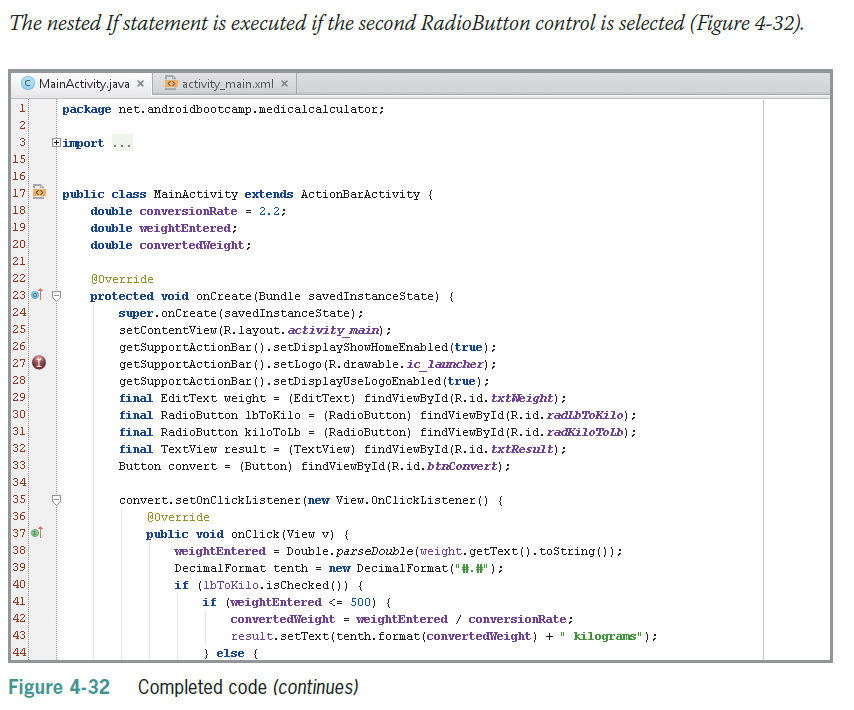 The nested If statement is executed if the second RadioButton control is selected (Figure 4-32).
MainActivity.java × activity_main.xml ×
1 package net.androidbootcamp.medicalcalculator;
2
3 import ...
15
16
17 public class MainActivity extends ActionBarActivity {
18 double conversionRate = 2.2;
19 double weightEntered;
20 double convertedWeight;
21
22 @Override
23 protected void onCreate(Bundle savedInstanceState) {
24 super.onCreate(savedInstanceState);
25 setContentView(R.layout.activity_main);
26 getSupportActionBar().setDisplayShowHomeEnabled(true);
27 getSupportActionBar().setLogo(R.drawable.ic_launcher);
28 getSupportActionBar().setDisplayUseLogoEnabled(true);
29 final EditText weight = (EditText) findViewById(R.id.txtWeight);
30 final RadioButton lbToKilo = (RadioButton) findViewById(R.id.radLbToKilo);
31 final RadioButton kiloToLb = (RadioButton) findViewById(R.id.radKiloToLb);
32 final TextView result = (TextView) findViewById(R.id.txtResult);
33 Button convert = (Button) findViewById(R.id.btnConvert);
34
35 convert.setOnClickListener(new View.OnClickListener() {
36 @Override
37 public void onClick(View v) {
38 weightEntered = Double.parseDouble(weight.getText().toString());
39 DecimalFormat tenth = new DecimalFormat("#.#");
40 if (lbToKilo.isChecked()) {
41 if (weightEntered <= 500) {
42 convertedWeight = weightEntered / conversionRate;
43 result.setText(tenth.format(convertedWeight) + " kilograms");
44 } else {
Figure 4-32 Completed code (continues)